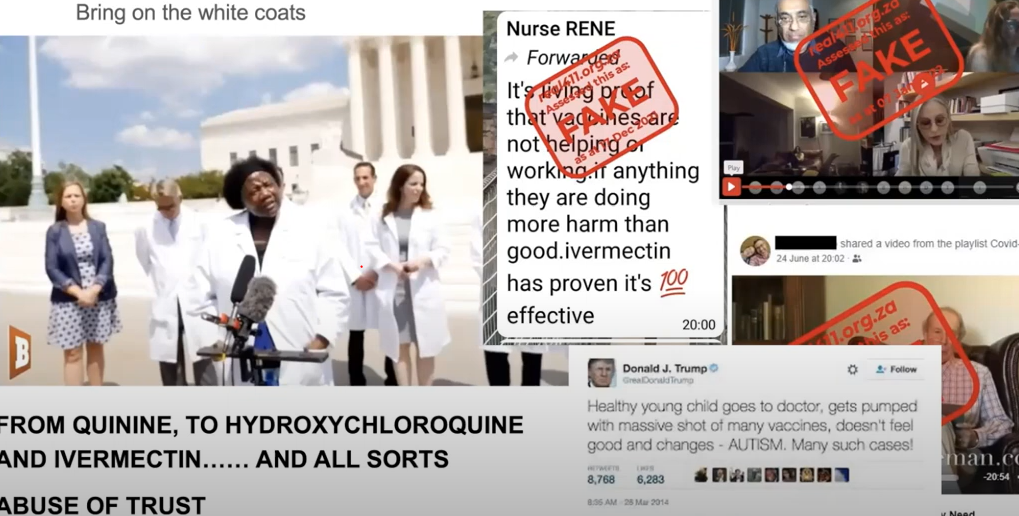 Bring on the white coats
B
FROM QUININE, TO HYDROXYCHLOROQUINE
AND IVERMECTIN...... AND ALL SORTS
ABUSE OF TRUST
Nurse RENE
Forwarded
It's living proof
that vaccines are
not helping or
working.if anything
they are doing
more harm than
good.ivermectin
has proven it's 💯
effective
20:00
real411.org.za
Assessed this as:
FAKE
as at Dec
real411.org.za
Assessed this as:
FAKE
as at
Play
shared a video from the playlist Covid-
24 June at 20:02
.org.za
this as:
man.co
-20:54
Need
Donald J. Trump
@realDonaldTrump
Follow
Healthy young child goes to doctor, gets pumped
with massive shot of many vaccines, doesn't feel
good and changes - AUTISM. Many such cases!
RETWEETS LIKES
8,768 6,283
8:05 AM - 28 Mar 2014